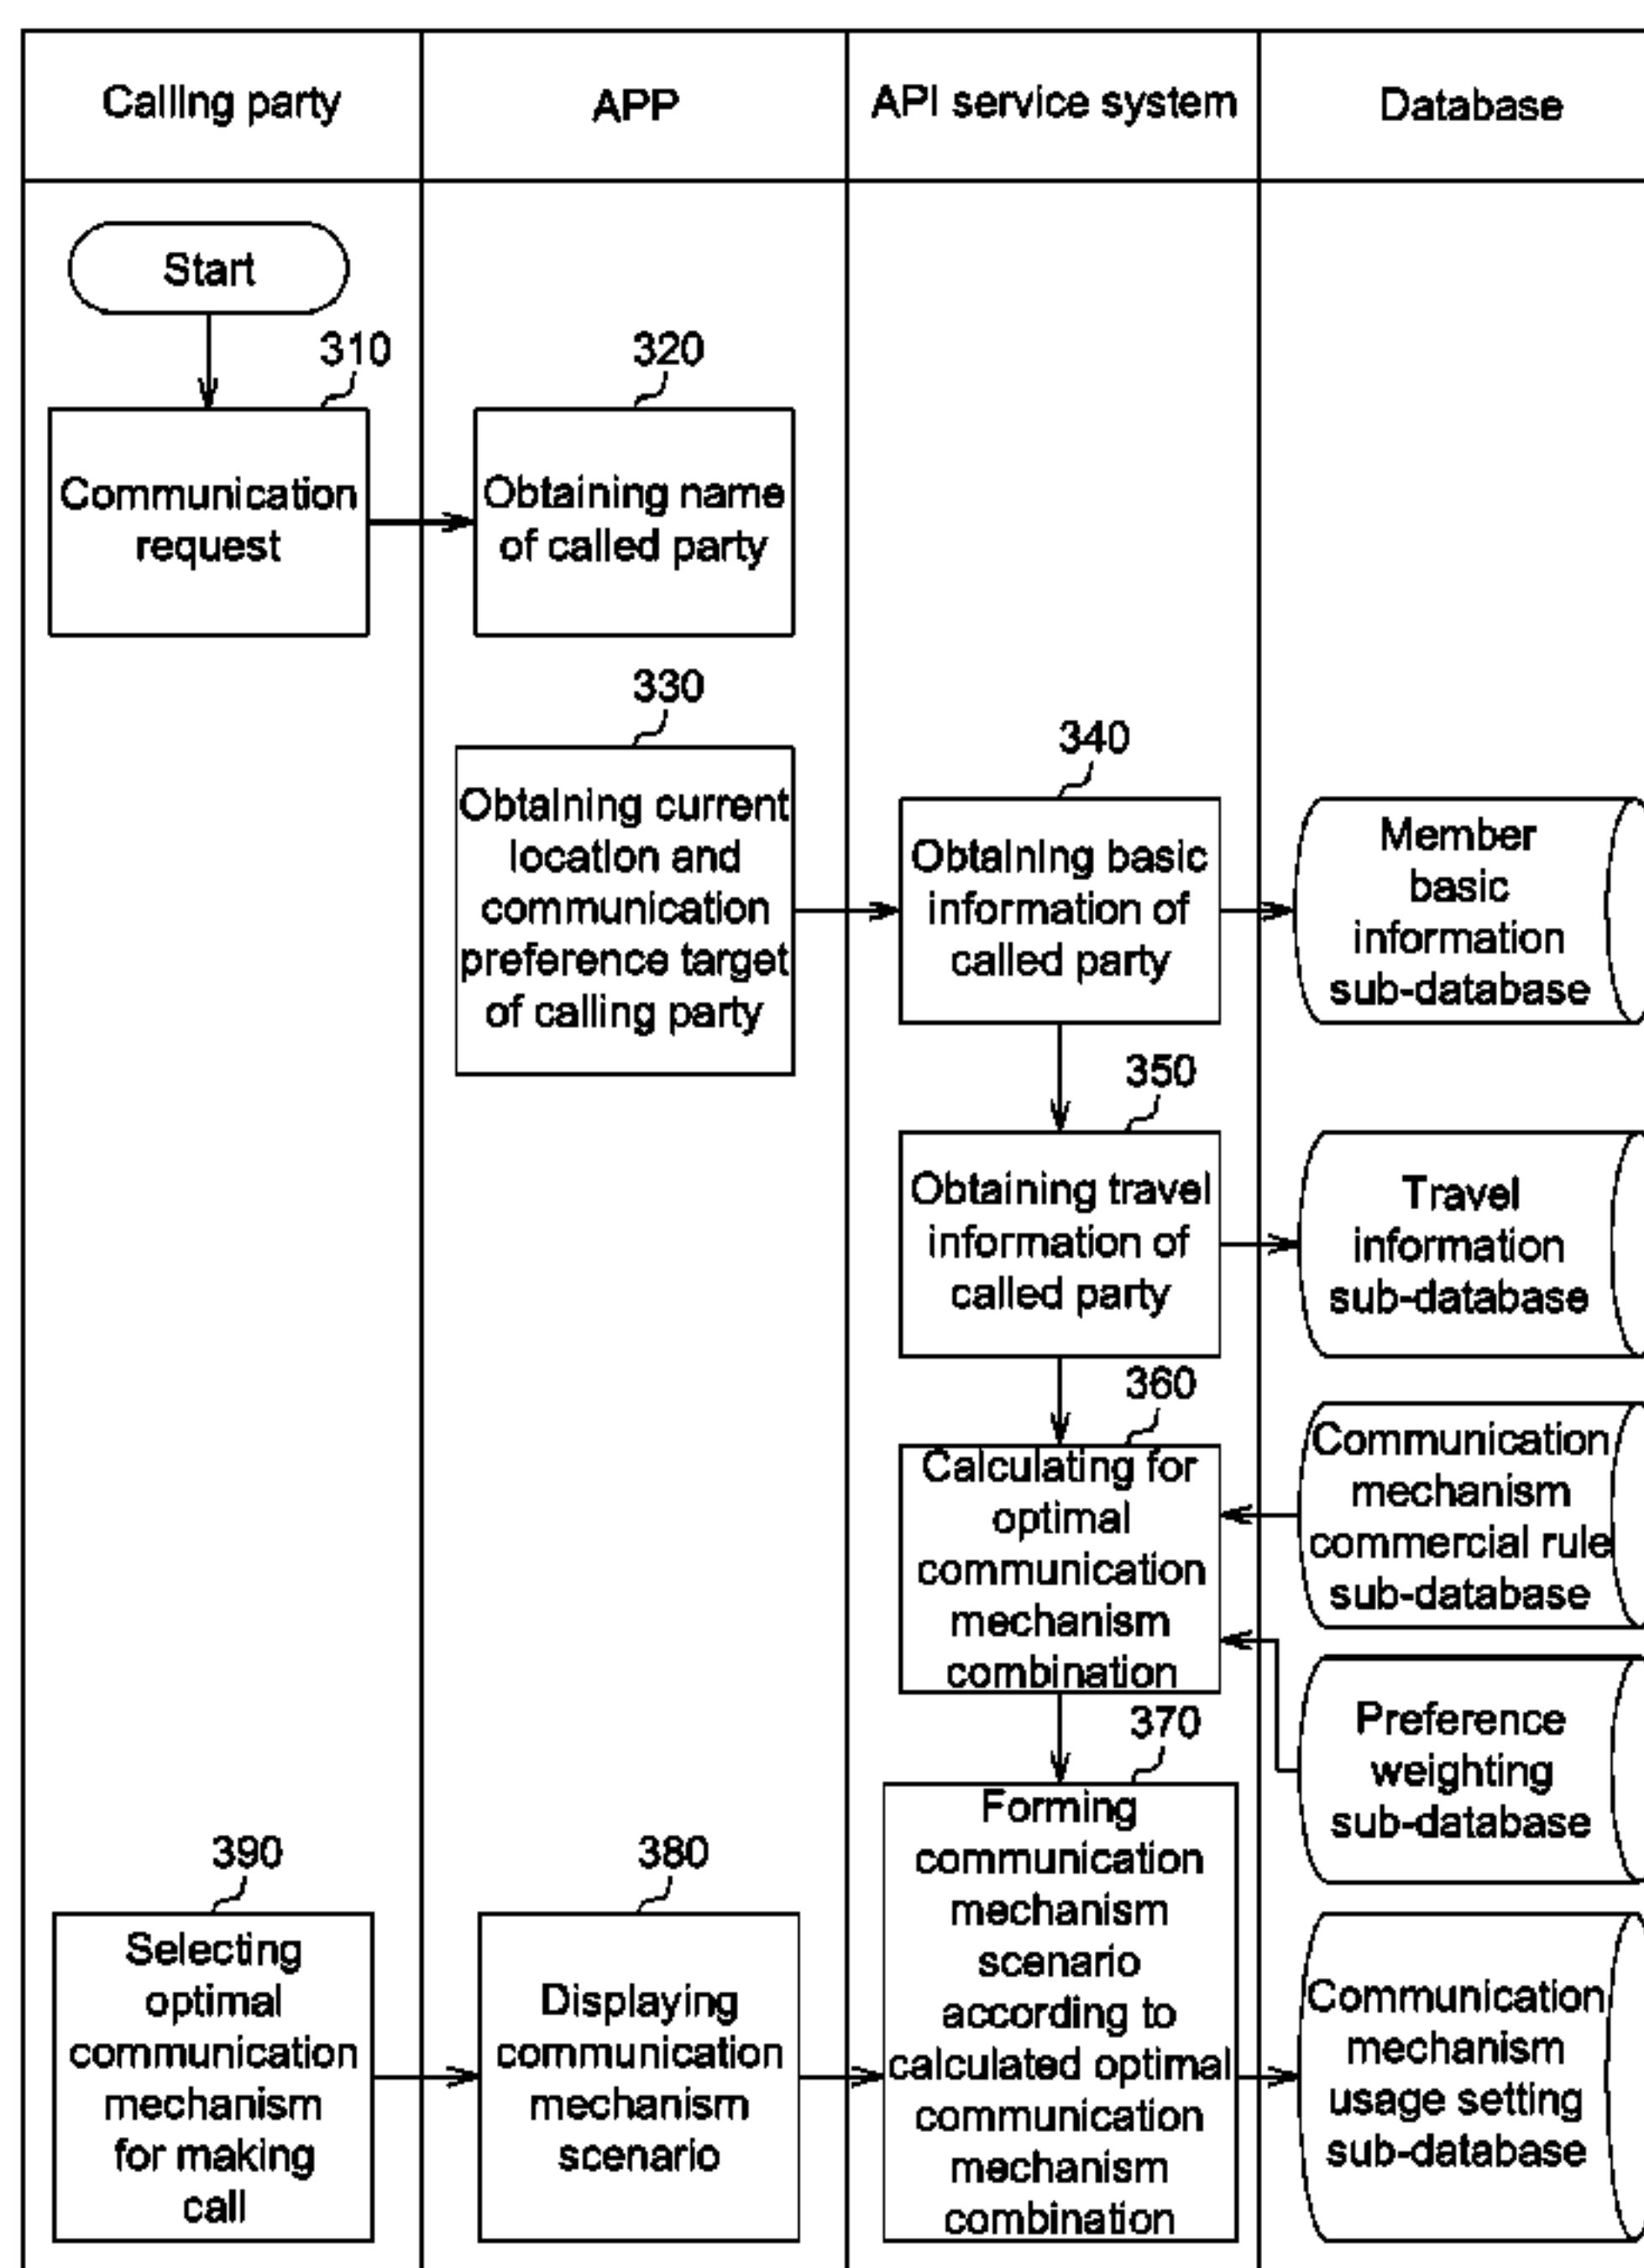 Calling party
APP
API service system
Database
Start
310
Communication
request
320
Obtaining name
of called party
330
Obtaining current
location and
communication
preference target
of calling party
340
Obtaining basic
information of
called party
Member
basic
information
sub-database
350
Obtaining travel
information of
called party
Travel
information
sub-database
360
Calculating for
optimal
communication
mechanism
combination
Communication
mechanism
commercial rule
sub-database
Preference
weighting
sub-database
370
Forming
communication
mechanism
scenario
according to
calculated optimal
communication
mechanism
combination
390
Selecting
optimal
communication
mechanism
for making
call
380
Displaying
communication
mechanism
scenario
Communication
mechanism
usage setting
sub-database